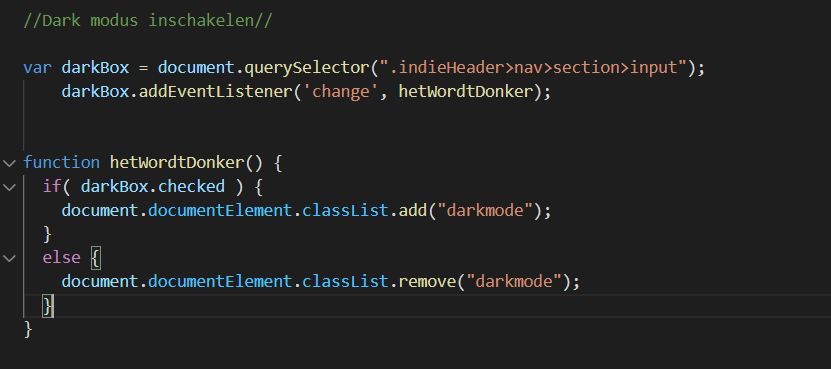 //Dark modus inschakelen//
var darkBox = document.querySelector(".indieHeader>nav>section>input");
darkBox.addEventListener('change', hetWordtDonker);
function hetWordtDonker() {
if( darkBox.checked ) {
document.documentElement.classList.add("darkmode");
}
else {
document.documentElement.classList.remove("darkmode");
}
}